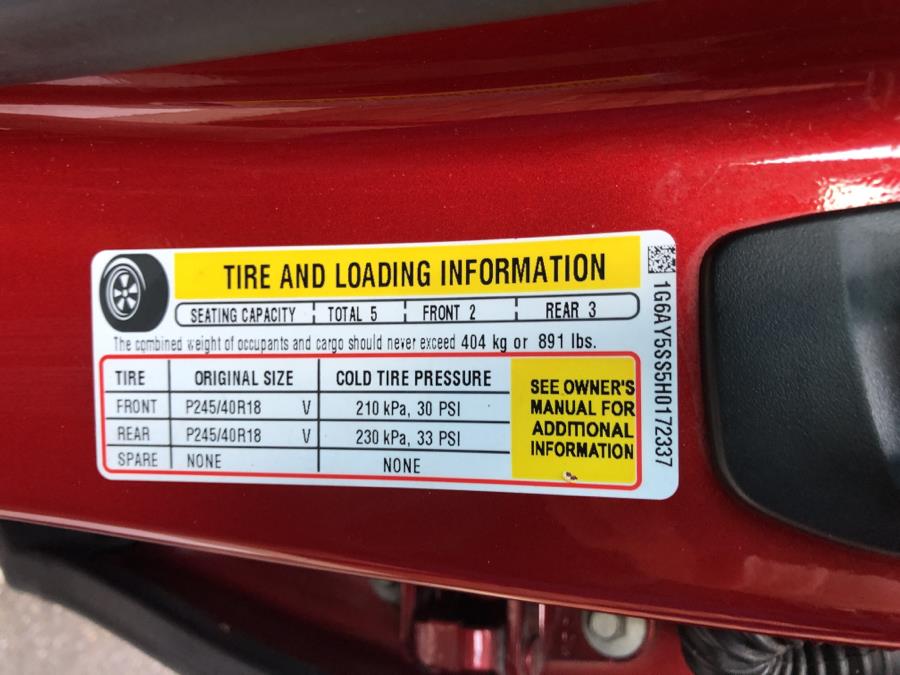 TIRE AND LOADING INFORMATION
SEATING CAPACITY TOTAL 5 FRONT 2 REAR 3
The combined weight of occupants and cargo should never exceed 404 kg or 891 lbs.
TIRE ORIGINAL SIZE COLD TIRE PRESSURE
FRONT P245/40R18 V 210 kPa, 30 PSI
REAR P245/40R18 V 230 kPa, 33 PSI
SPARE NONE NONE
SEE OWNER'S
MANUAL FOR
ADDITIONAL
INFORMATION
1G6AY5SS5H0172337